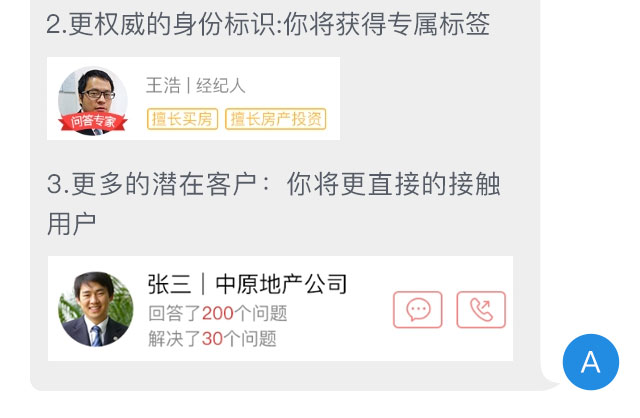 2.更权威的身份标识:你将获得专属标签
王浩 | 经纪人
问答专家
擅长买房 擅长房产投资
3.更多的潜在客户：你将更直接的接触
用户
张三｜中原地产公司
回答了200个问题
解决了30个问题
A